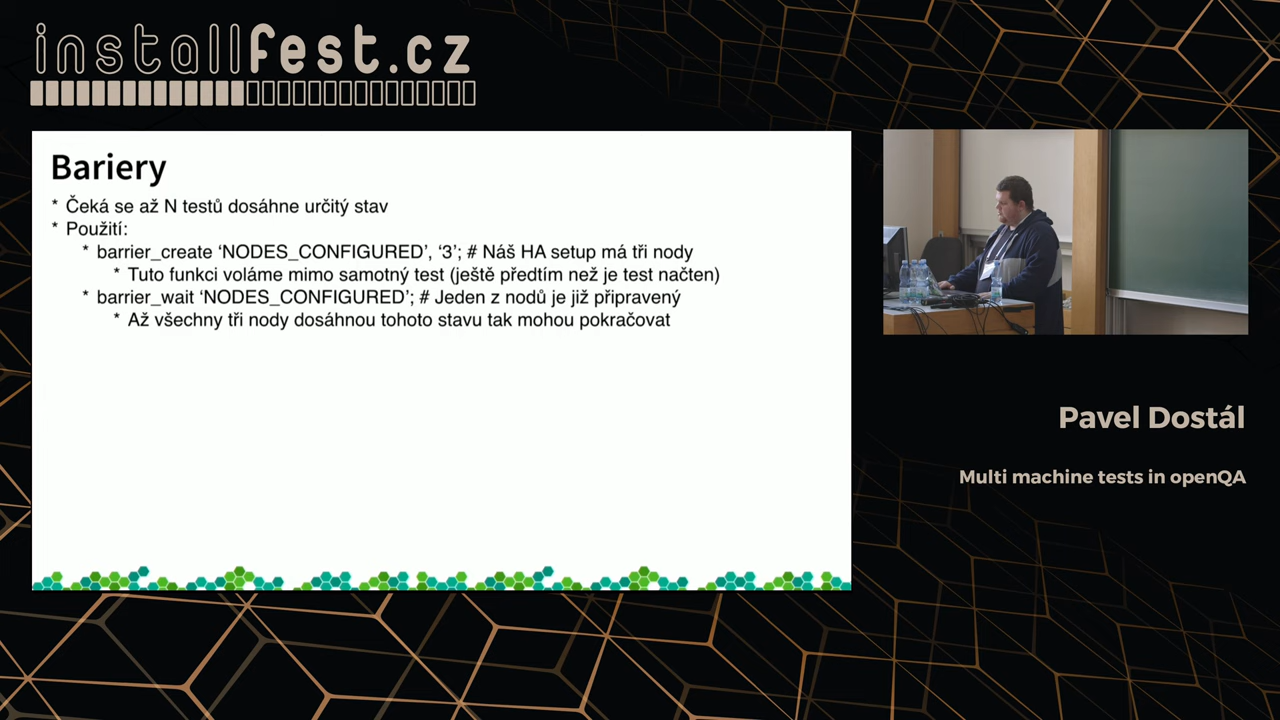 installfest.cz
Bariery
* Čeká se až N testů dosáhne určitý stav
* Použití:
* barrier_create ‘NODES_CONFIGURED’, ‘3’; # Náš HA setup má tři nody
* Tuto funkci voláme mimo samotný test (ještě předtím než je test načten)
* barrier_wait ‘NODES_CONFIGURED’; # Jeden z nodů je již připravený
* Až všechny tři nody dosáhnou tohoto stavu tak mohou pokračovat
Pavel Dostál
Multi machine tests in openQA